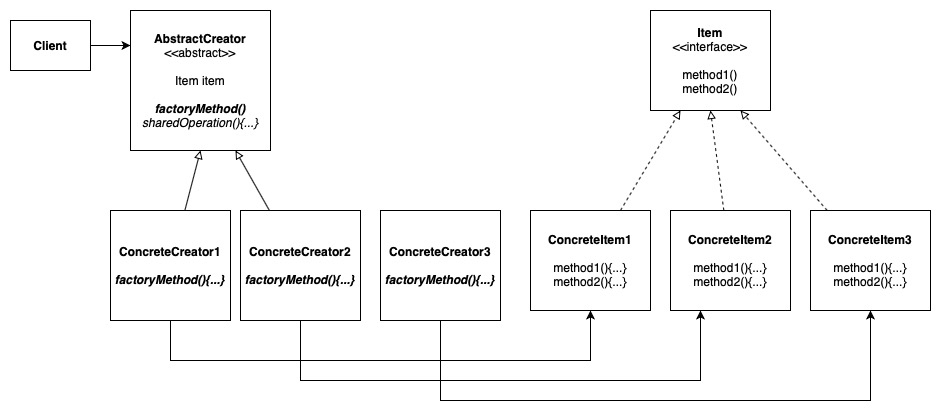 Client
AbstractCreator
<<abstract>>
Item item
factoryMethod()
sharedOperation(){...}
Item
<<interface>>
method1()
method2()
ConcreteCreator1
factoryMethod(){...}
ConcreteCreator2
factoryMethod(){...}
ConcreteCreator3
factoryMethod(){...}
ConcreteItem1
method1(){...}
method2(){...}
ConcreteItem2
method1(){...}
method2(){...}
ConcreteItem3
method1(){...}
method2(){...}